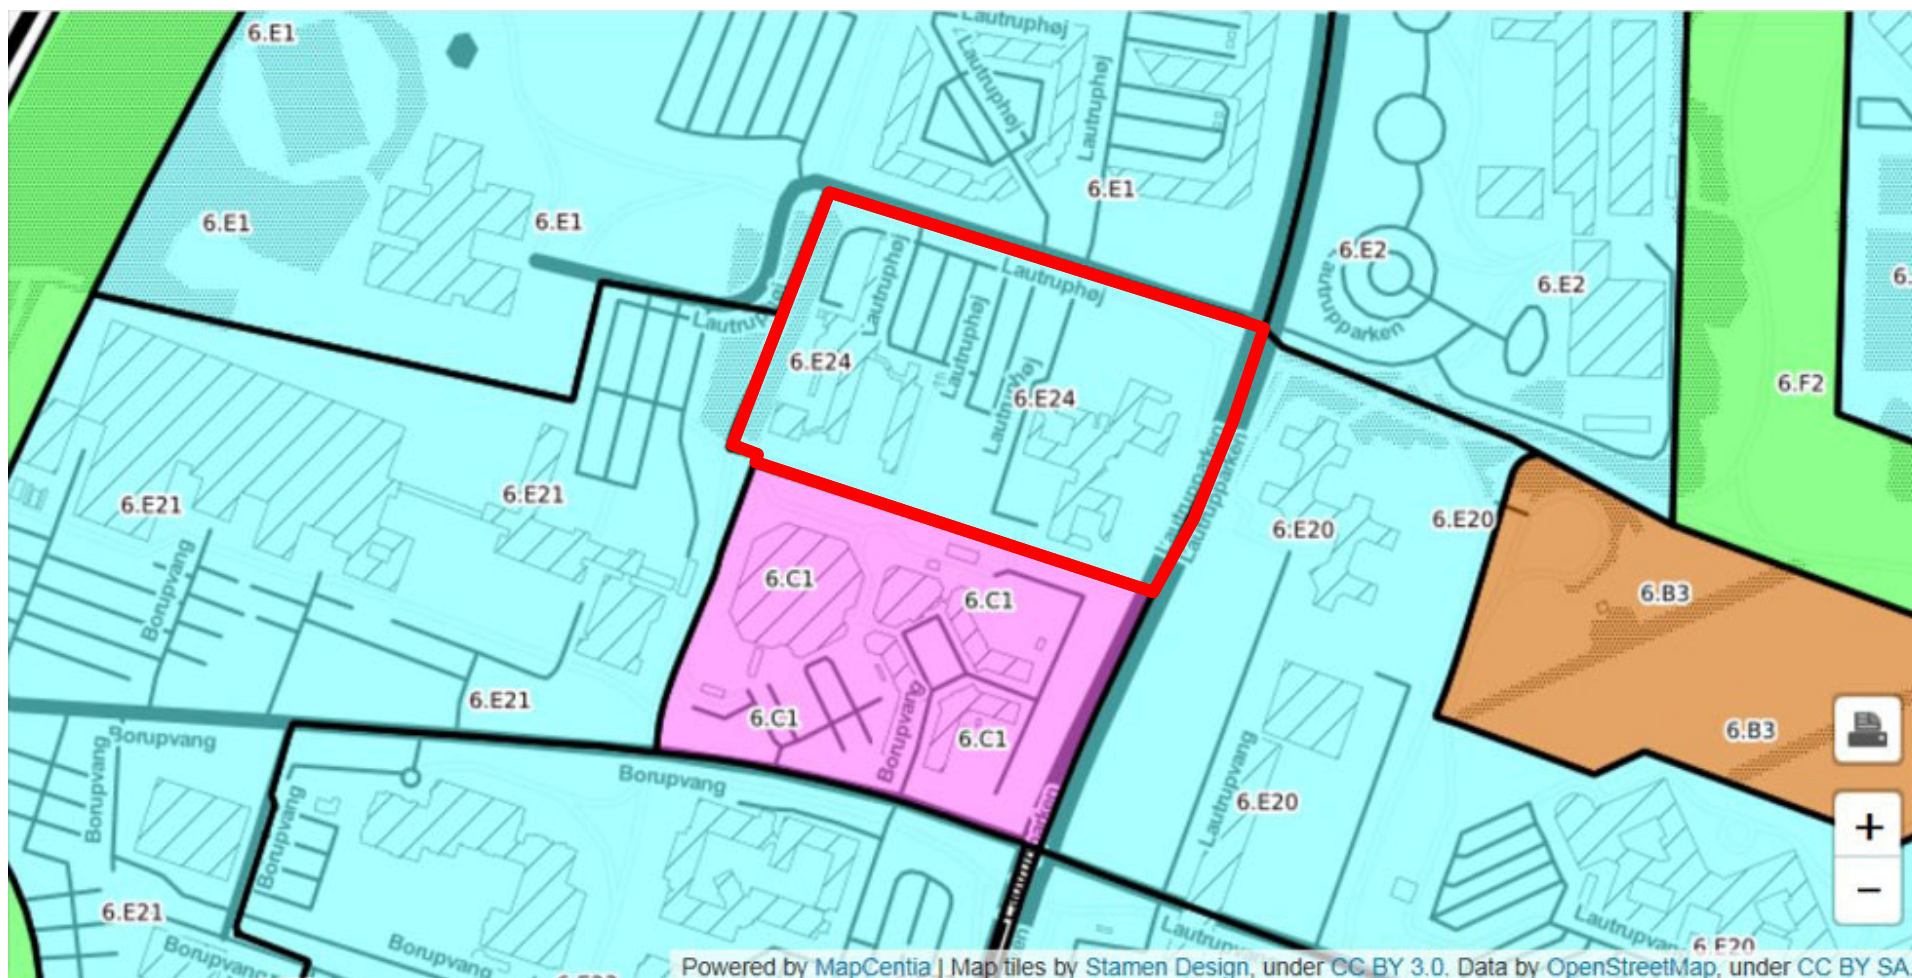 6.E1
Lautruphøj
Lautruphøj
Lautruphøj
6.E1
6.E1
6.E1
6.E2
6.E2
Lautruphøj
Lautruphøj
Lautruphøj
Lautruphøj
6.E24
Lautruphøj
6.E24
Lautruphøj
6.F2
6.E21
6.E21
Lautrupparken
Lautrupparken
6.E20
6.E20
Borupvang
6.C1
6.C1
6.B3
6.E21
6.C1
Borupvang
6.C1
6.B3
Borupvang
Borupvang
Borupvang
Lautrupvang
6.E20
Borupvang
6.E21
Borupvang
Borupvang
Lautrupvang
6.E20
+
−
Powered by MapCentia | Map tiles by Stamen Design, under CC BY 3.0. Data by OpenStreetMap, under CC BY SA